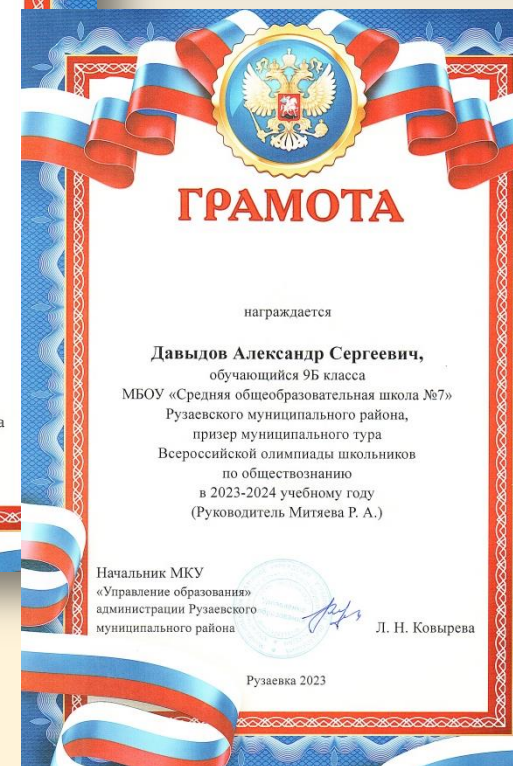 ГРАМОТА
награждается
Давыдов Александр Сергеевич,
обучающийся 9Б класса
МБОУ «Средняя общеобразовательная школа №7»
Рузаевского муниципального района,
призер муниципального тура
Всероссийской олимпиады школьников
по обществознанию
в 2023-2024 учебному году
(Руководитель Митяева Р. А.)
Начальник МКУ
«Управление образования»
администрации Рузаевского
муниципального района
Л. Н. Ковырева
Рузаевка 2023